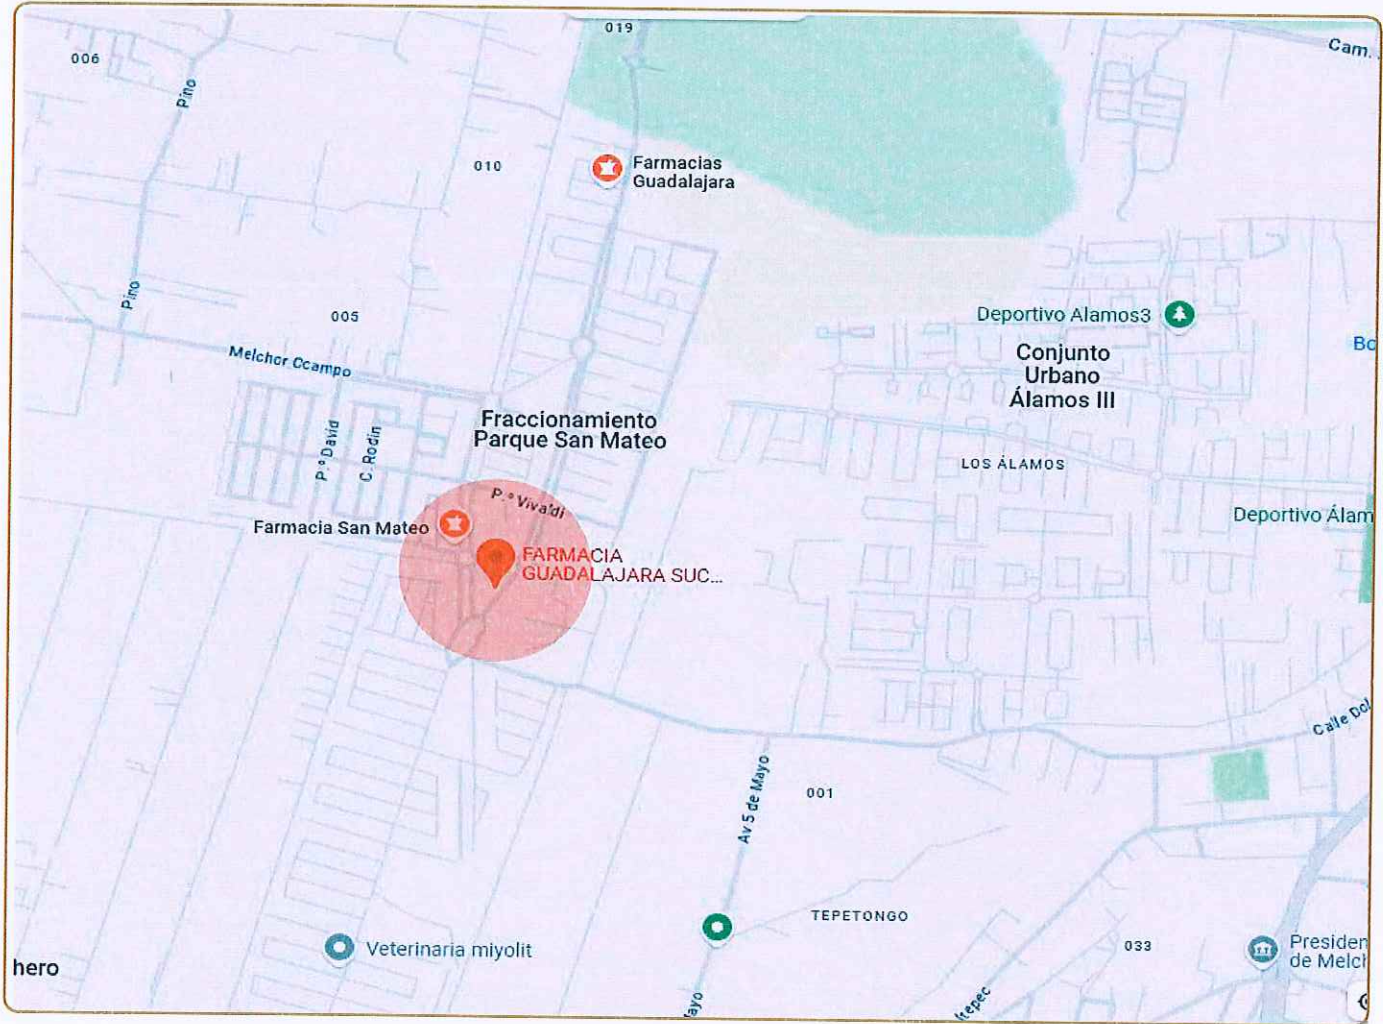 019
Cam.
006
Pino
010
Farmacias
Guadalajara
Pino
005
Deportivo Alamos3
Melchor Ocampo
Conjunto
Urbano
Álamos III
Bo
Fraccionamiento
Parque San Mateo
P.º David
C. Rodin
LOS ÁLAMOS
P.º Vivaldi
Farmacia San Mateo
Deportivo Álam
FARMACIA
GUADALAJARA SUC...
Calle Dol
Av 5 de Mayo
001
TEPETONGO
Veterinaria miyolit
033
Presiden
de Melch
hero
ayo
ltepec